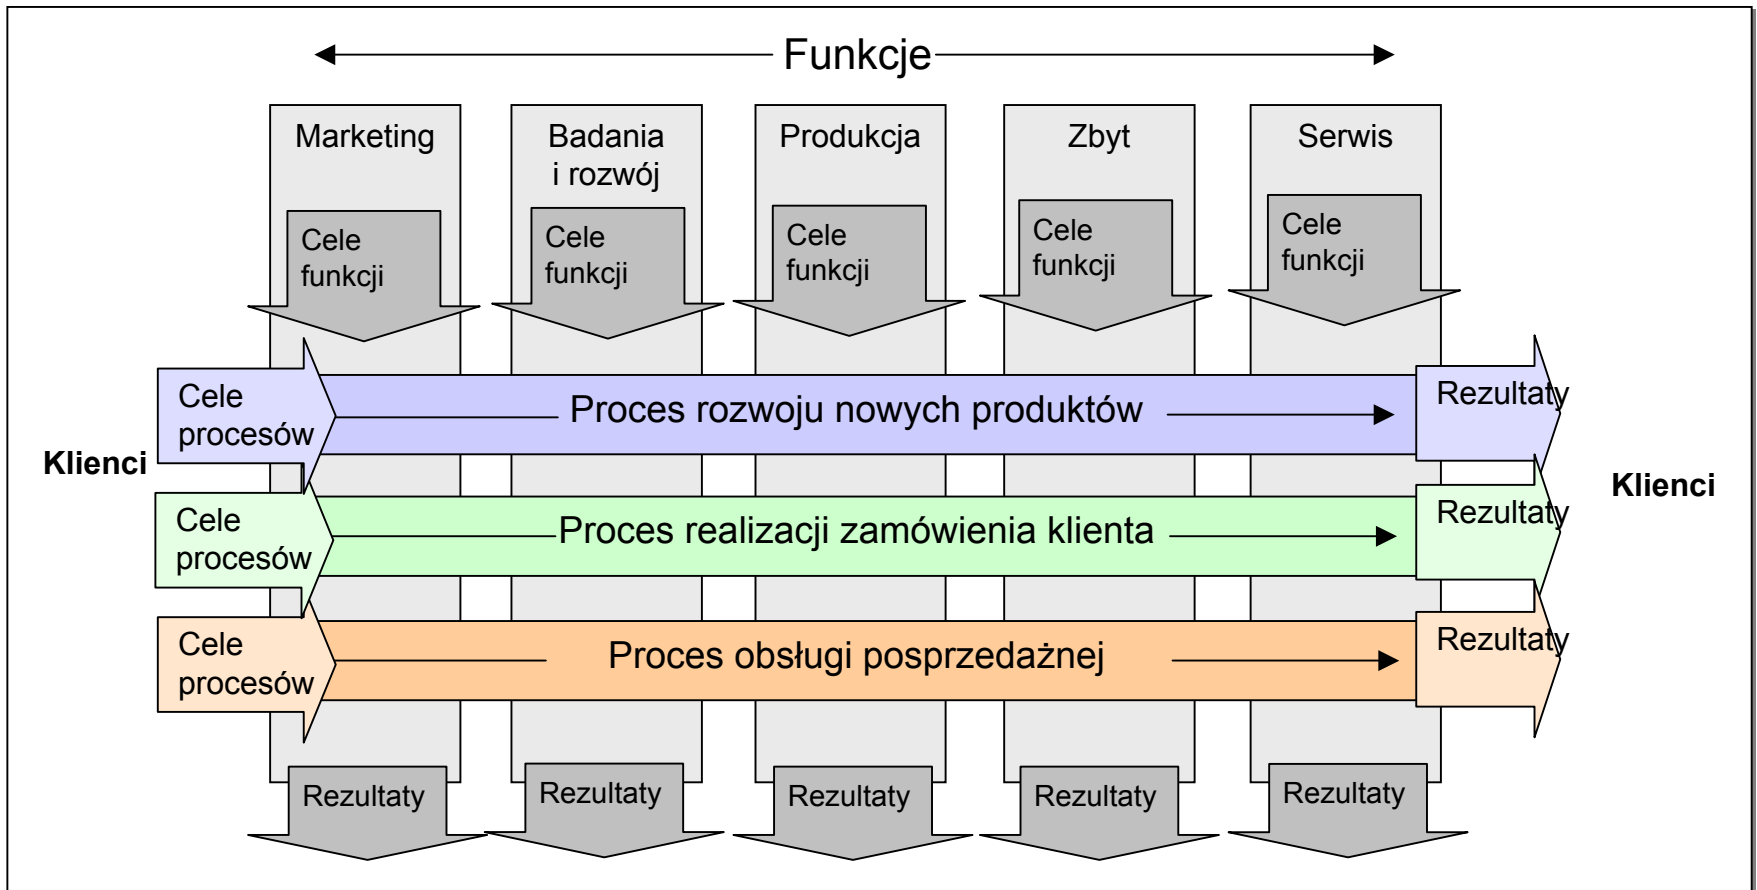 Funkcje
Marketing
Badania
i rozwój
Produkcja
Zbyt
Serwis
Cele
funkcji
Cele
funkcji
Cele
funkcji
Cele
funkcji
Cele
funkcji
Klienci
Cele
procesów
Proces rozwoju nowych produktów
Rezultaty
Cele
procesów
Proces realizacji zamówienia klienta
Rezultaty
Cele
procesów
Proces obsługi posprzedażnej
Rezultaty
Klienci
Rezultaty
Rezultaty
Rezultaty
Rezultaty
Rezultaty